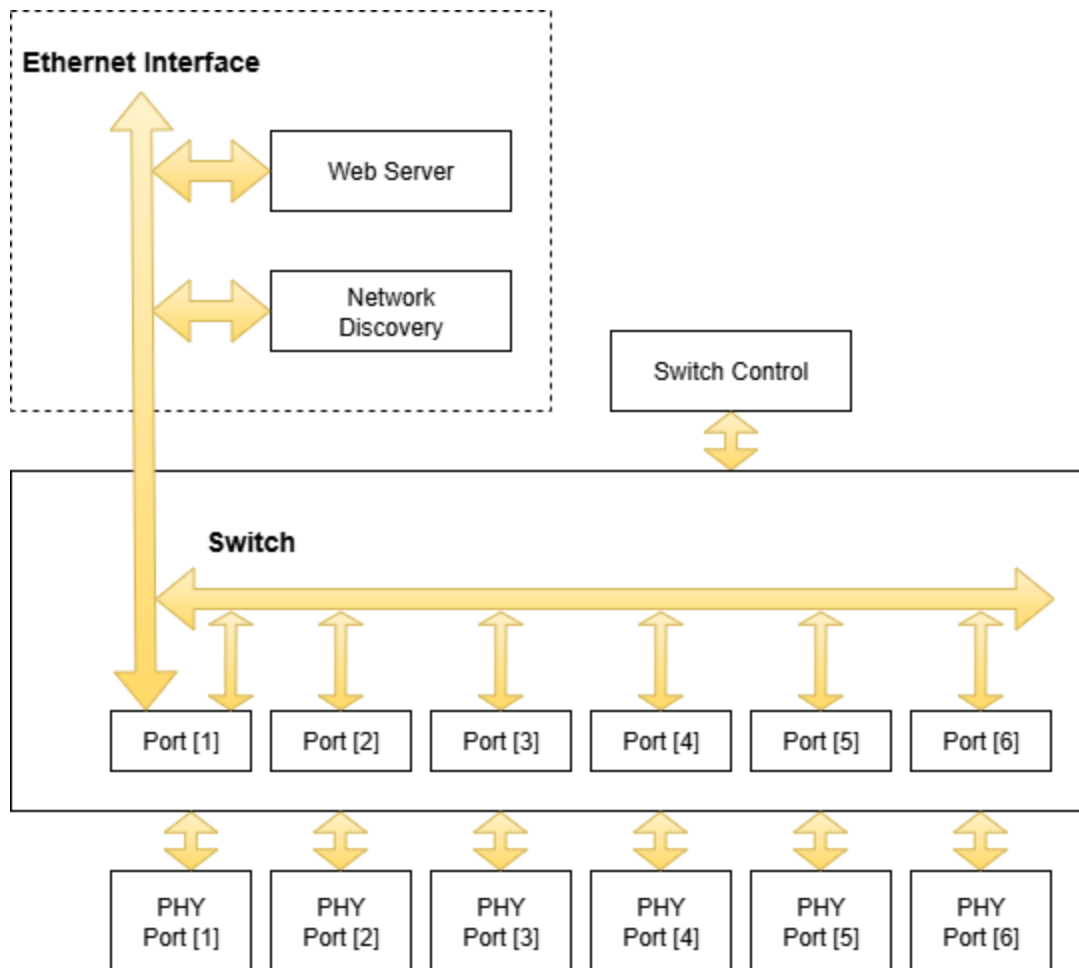 Ethernet Interface
Web Server
Network
Discovery
Switch Control
Switch
Port [1]
Port [2]
Port [3]
Port [4]
Port [5]
Port [6]
PHY
Port [1]
PHY
Port [2]
PHY
Port [3]
PHY
Port [4]
PHY
Port [5]
PHY
Port [6]